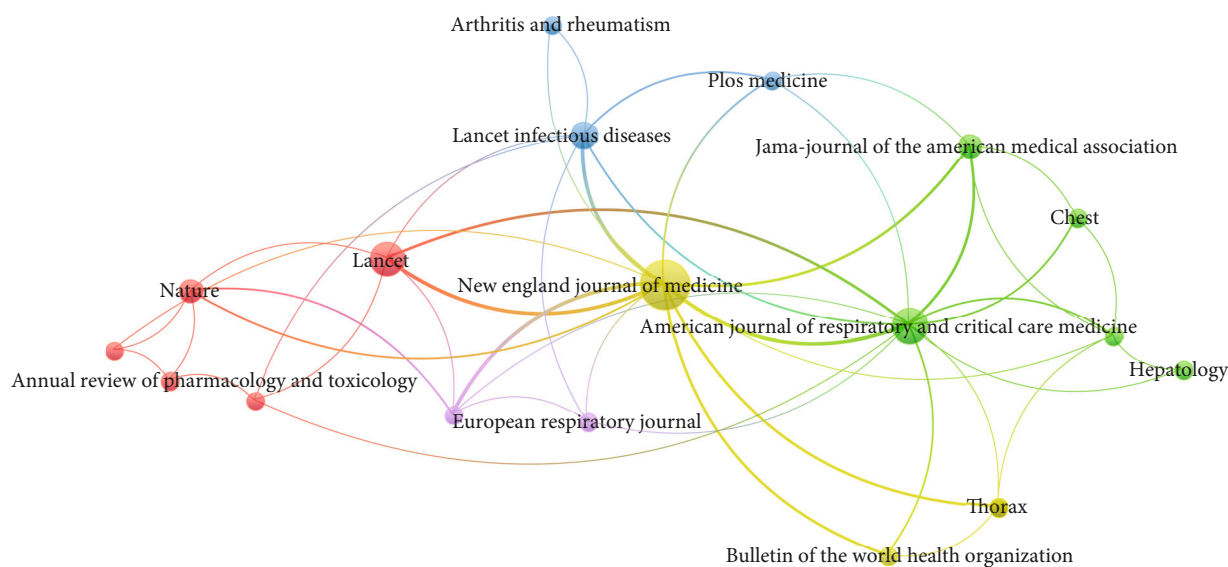 Arthritis and rheumatism
Plos medicine
Lancet infectious diseases
Jama-journal of the american medical association
Chest
Lancet
New england journal of medicine
Nature
American journal of respiratory and critical care medicine
Hepatology
Annual review of pharmacology and toxicology
European respiratory journal
Thorax
Bulletin of the world health organization